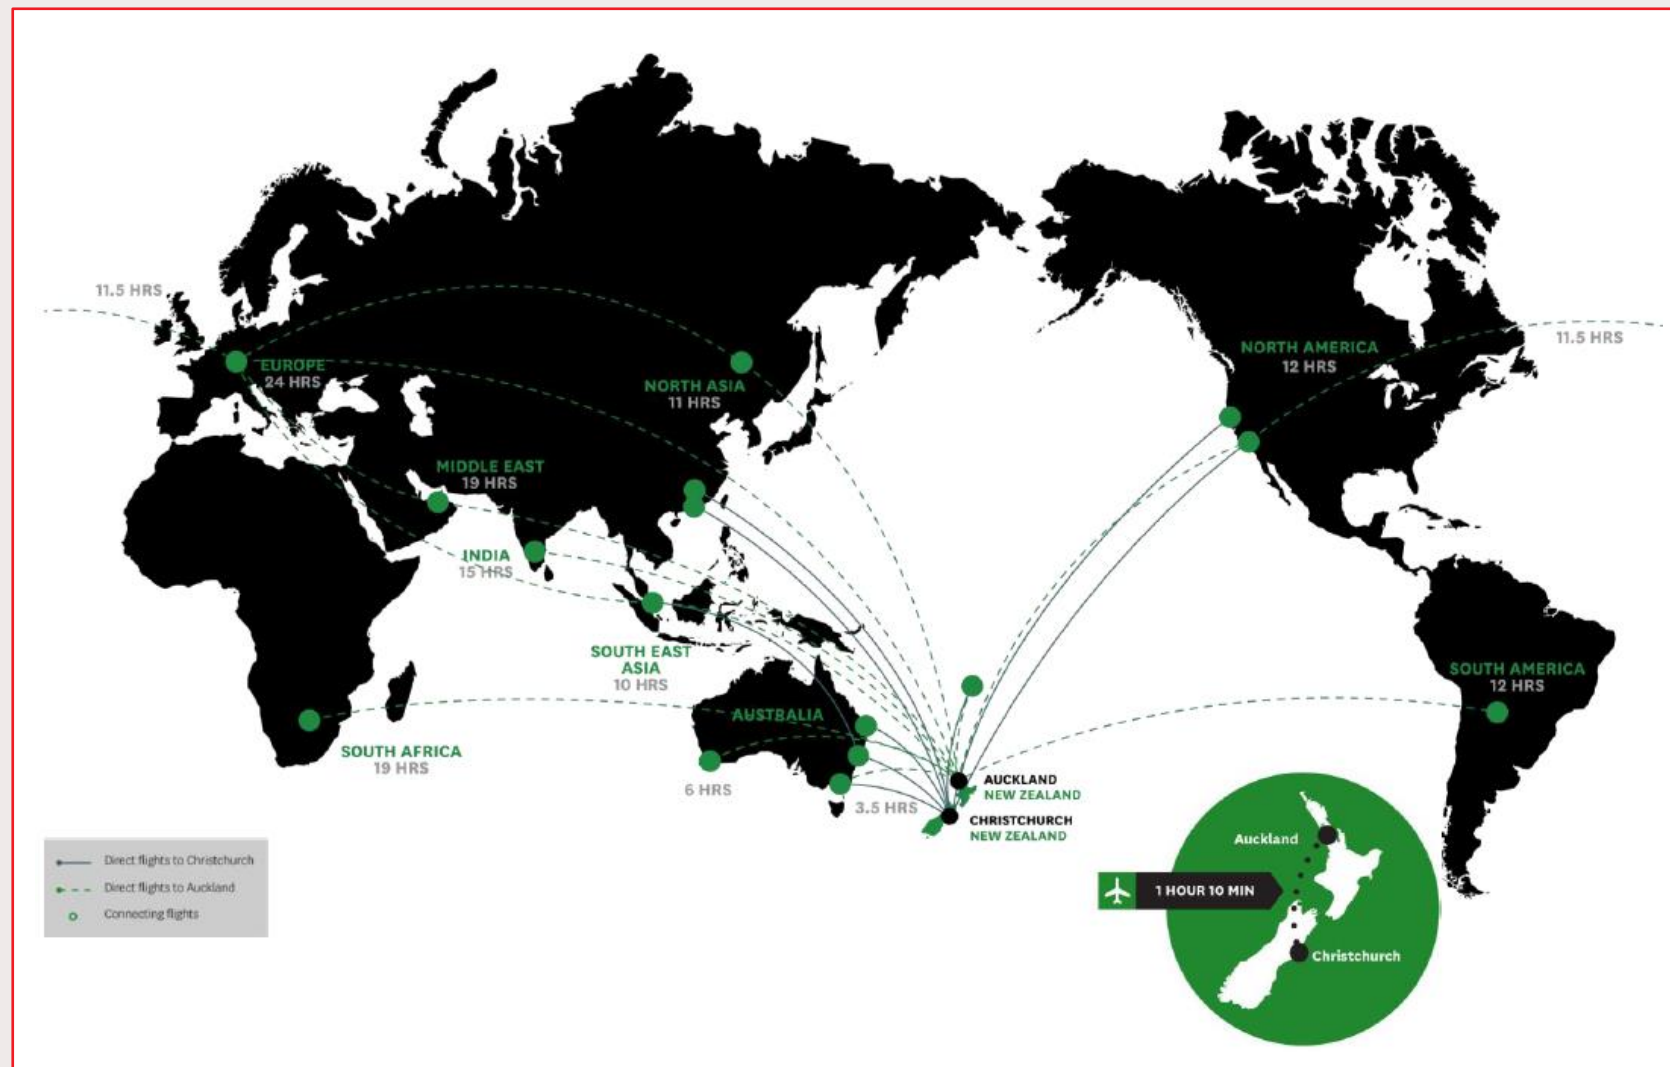 11.5 HRS
EUROPE
24 HRS
NORTH ASIA
11 HRS
NORTH AMERICA
12 HRS
11.5 HRS
MIDDLE EAST
19 HRS
INDIA
15 HRS
SOUTH EAST
ASIA
10 HRS
SOUTH AMERICA
12 HRS
AUSTRALIA
SOUTH AFRICA
19 HRS
6 HRS
3.5 HRS
AUCKLAND
NEW ZEALAND
CHRISTCHURCH
NEW ZEALAND
Direct flights to Christchurch
Direct flights to Auckland
Connecting flights
Auckland
1 HOUR 10 MIN
Christchurch